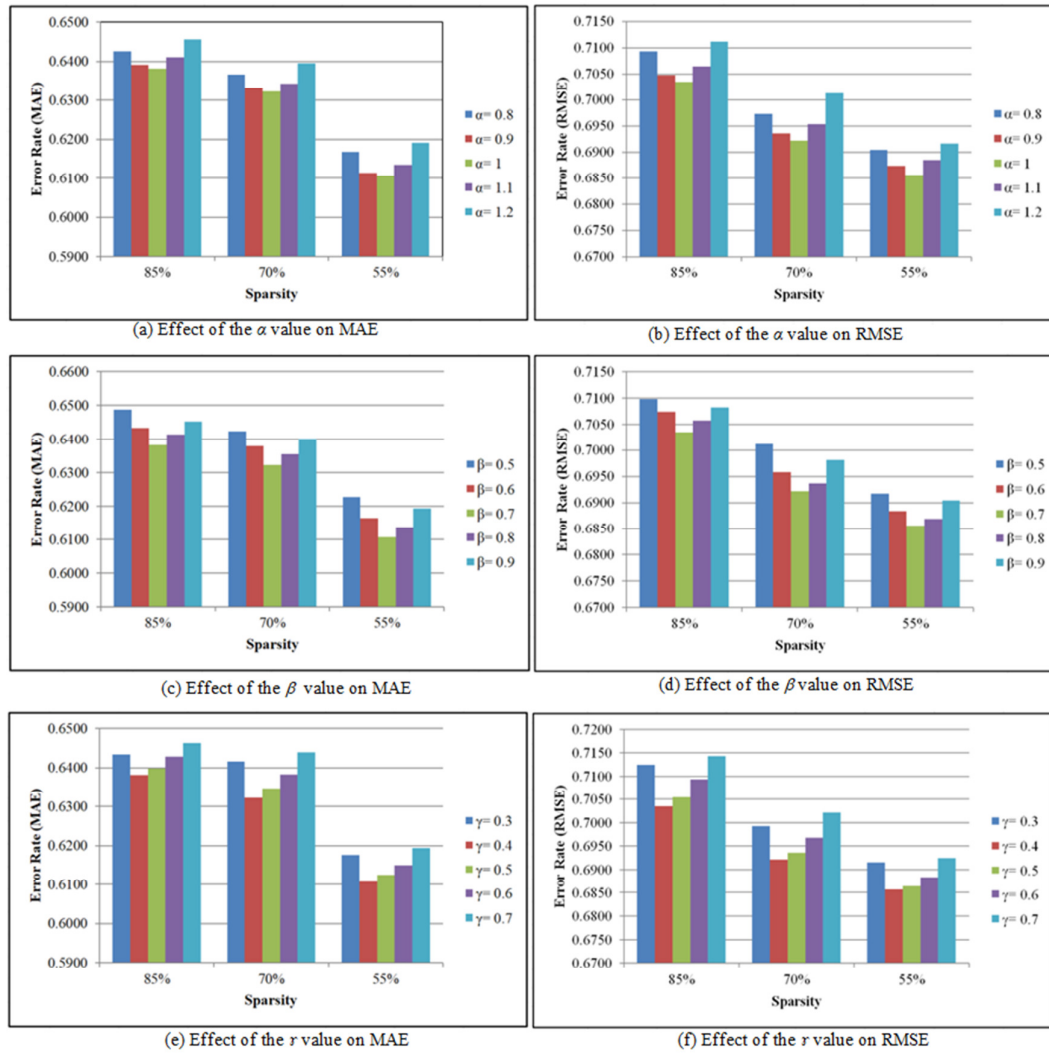 0.6500
0.6400
0.6300
0.6200
0.6100
0.6000
0.5900
Error Rate (MAE)
85% 70% 55%
Sparsity
α= 0.8
α= 0.9
α= 1
α= 1.1
α= 1.2
(a) Effect of the α value on MAE
0.7150
0.7100
0.7050
0.7000
0.6950
0.6900
0.6850
0.6800
0.6750
0.6700
Error Rate (RMSE)
85% 70% 55%
Sparsity
α= 0.8
α= 0.9
α= 1
α= 1.1
α= 1.2
(b) Effect of the α value on RMSE
0.6600
0.6500
0.6400
0.6300
0.6200
0.6100
0.6000
0.5900
Error Rate (MAE)
85% 70% 55%
Sparsity
β= 0.5
β= 0.6
β= 0.7
β= 0.8
β= 0.9
(c) Effect of the β value on MAE
0.7150
0.7100
0.7050
0.7000
0.6950
0.6900
0.6850
0.6800
0.6750
0.6700
Error Rate (RMSE)
85% 70% 55%
Sparsity
β= 0.5
β= 0.6
β= 0.7
β= 0.8
β= 0.9
(d) Effect of the β value on RMSE
0.6500
0.6400
0.6300
0.6200
0.6100
0.6000
0.5900
Error Rate (MAE)
85% 70% 55%
Sparsity
γ= 0.3
γ= 0.4
γ= 0.5
γ= 0.6
γ= 0.7
(e) Effect of the r value on MAE
0.7200
0.7150
0.7100
0.7050
0.7000
0.6950
0.6900
0.6850
0.6800
0.6750
0.6700
Error Rate (RMSE)
85% 70% 55%
Sparsity
γ= 0.3
γ= 0.4
γ= 0.5
γ= 0.6
γ= 0.7
(f) Effect of the r value on RMSE